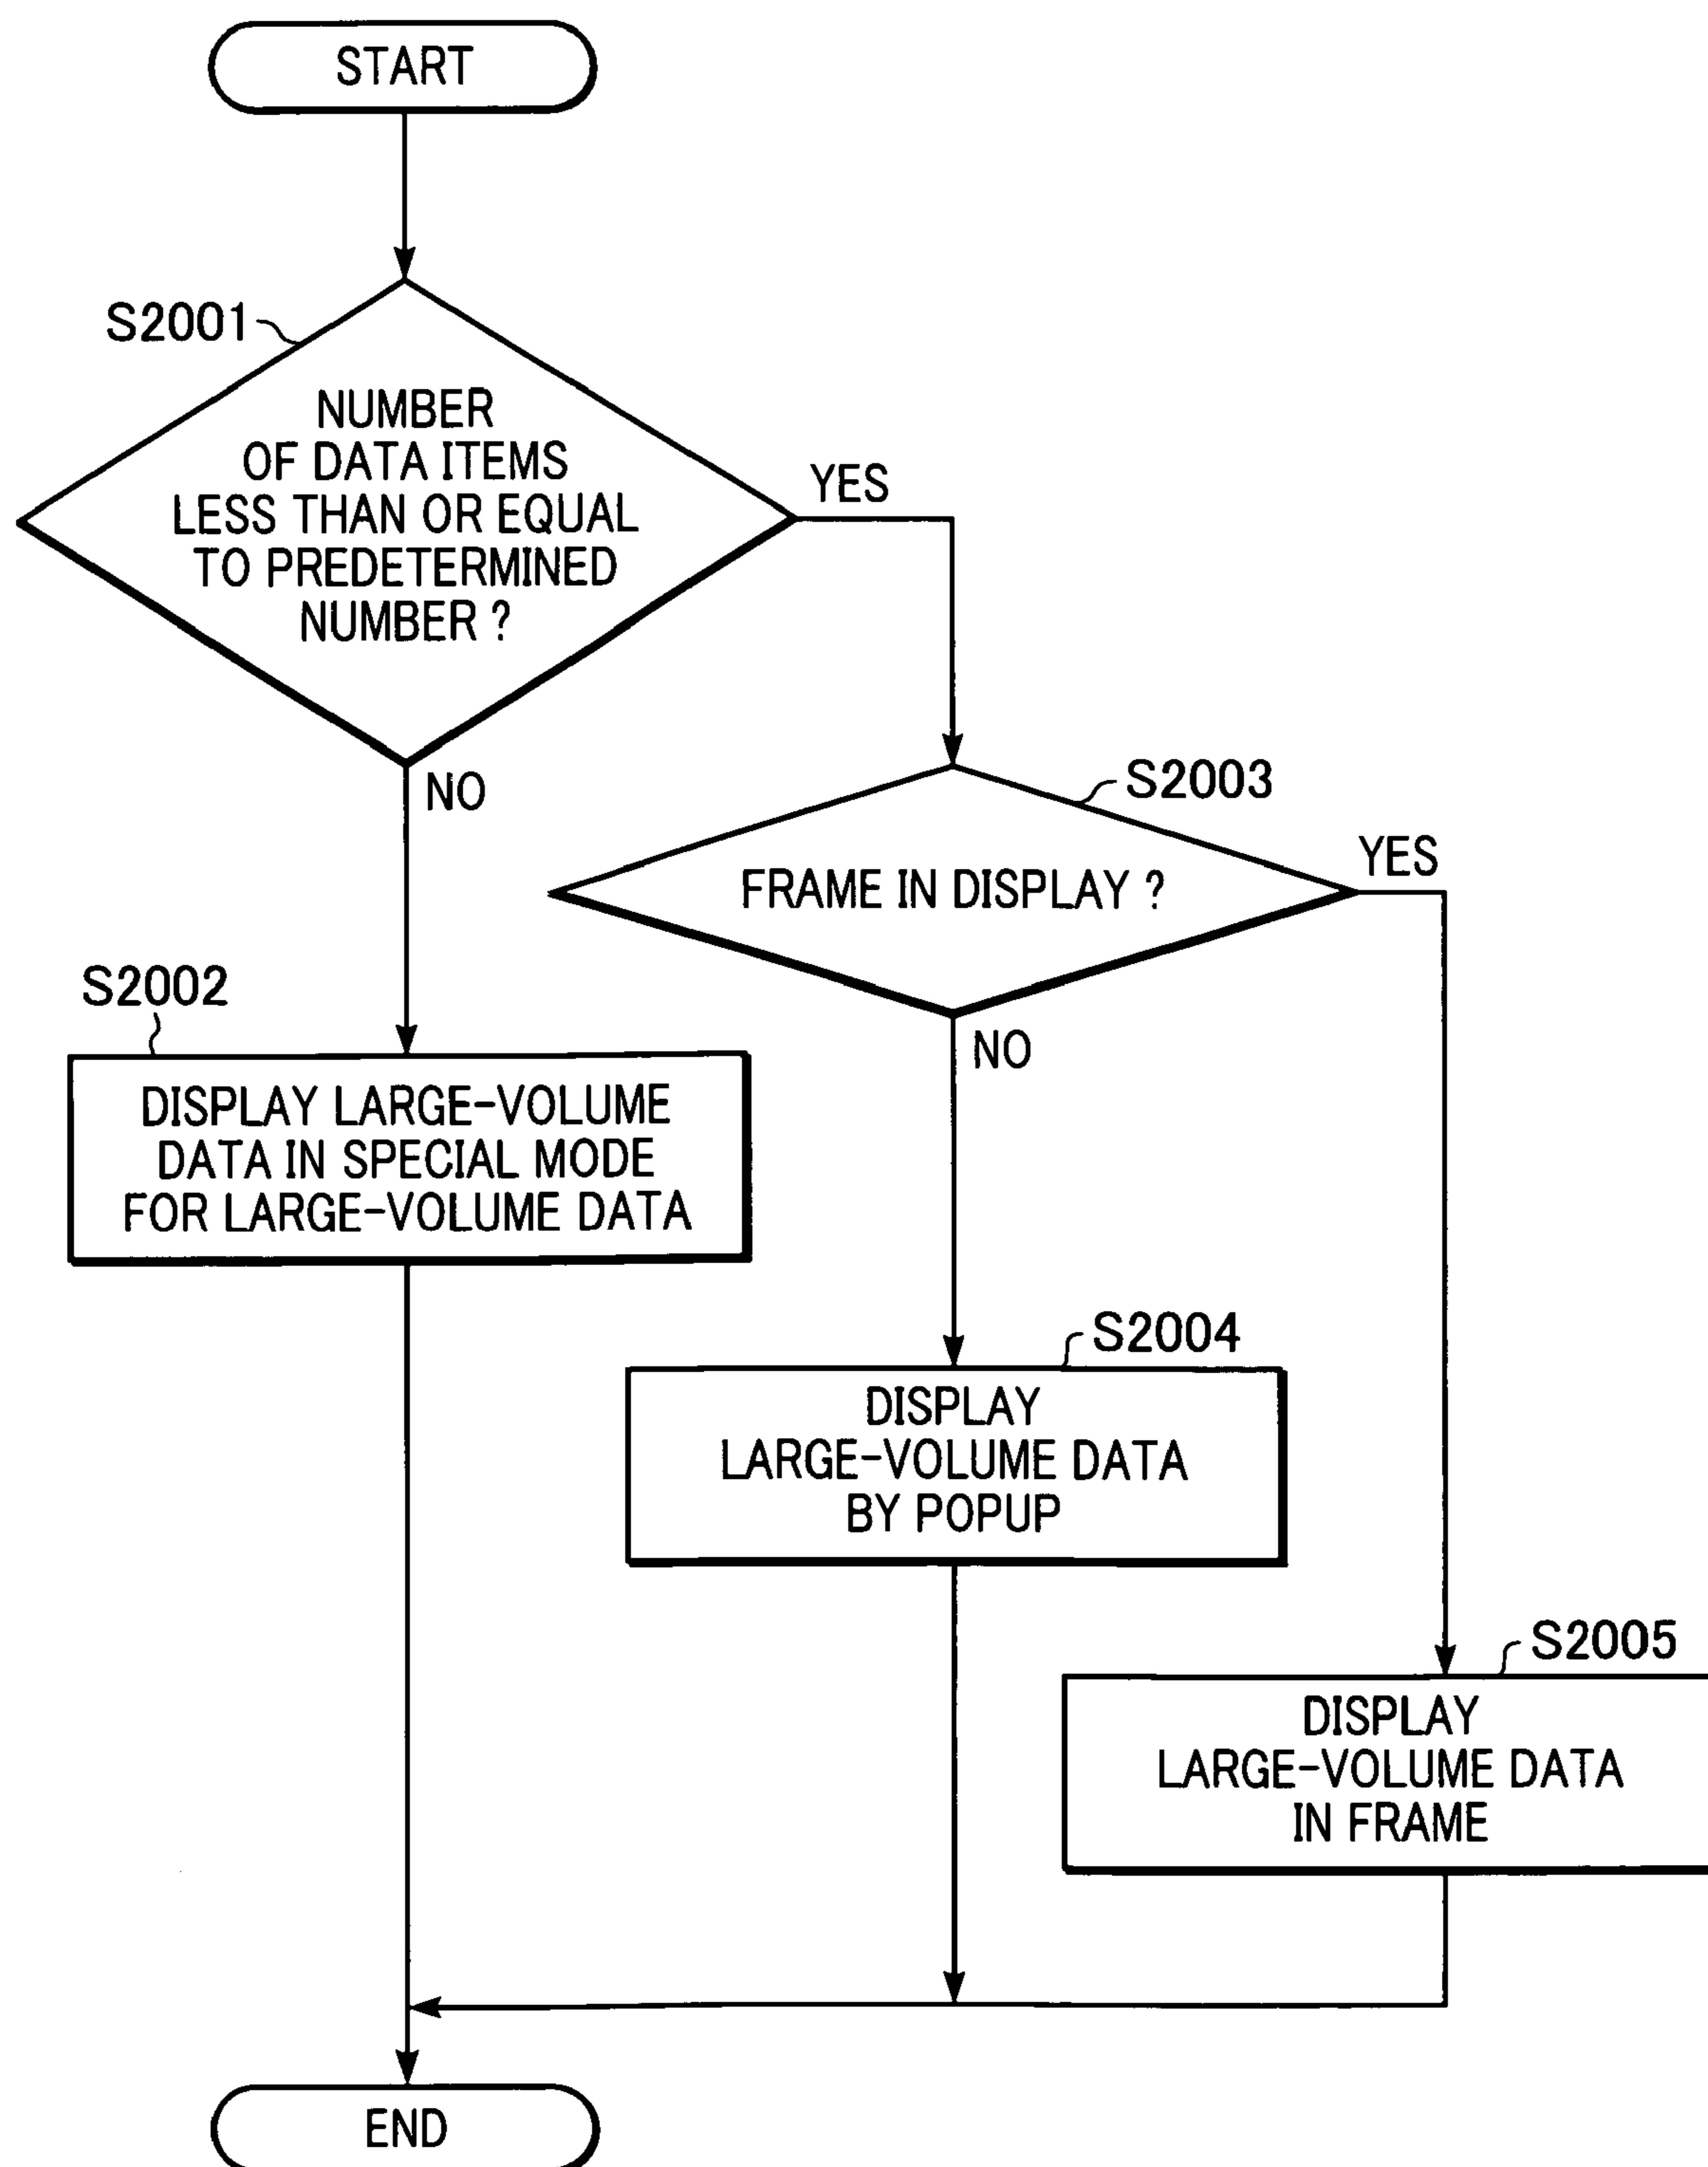 START
S2001
NUMBER
OF DATA ITEMS
LESS THAN OR EQUAL
TO PREDETERMINED
NUMBER ?
YES
NO
S2003
FRAME IN DISPLAY ?
YES
NO
S2002
DISPLAY LARGE-VOLUME
DATA IN SPECIAL MODE
FOR LARGE-VOLUME DATA
S2004
DISPLAY
LARGE-VOLUME DATA
BY POPUP
S2005
DISPLAY
LARGE-VOLUME DATA
IN FRAME
END